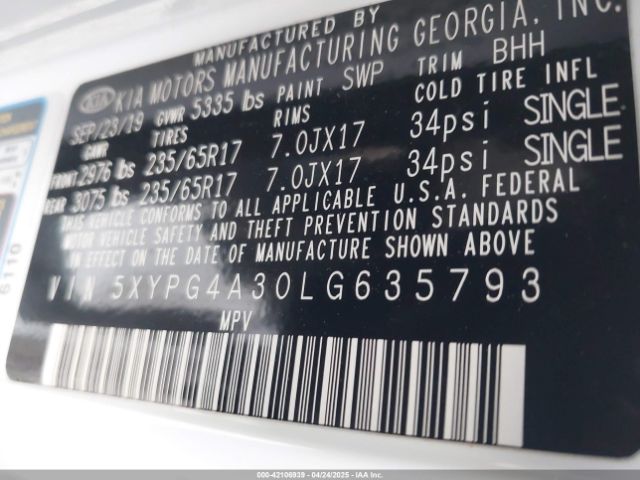 MANUFACTURED BY
KIA KIA MOTORS MANUFACTURING GEORGIA, INC.
SEP/23/19 GVWR 5335 lbs PAINT SWP TRIM BHH
GWR TIRES RIMS COLD TIRE INFL
FRONT 2976 lbs 235/65R17 7.0JX17 34psi SINGLE
REAR 3075 lbs 235/65R17 7.0JX17 34psi SINGLE
THIS VEHICLE CONFORMS TO ALL APPLICABLE U.S.A. FEDERAL
MOTOR VEHICLE SAFETY AND THEFT PREVENTION STANDARDS
IN EFFECT ON THE DATE OF MANUFACTURE SHOWN ABOVE
VIN 5XYPG4A30LG635793
MPV
6110
000-42106939 - 04/24/2025 - IAA Inc.